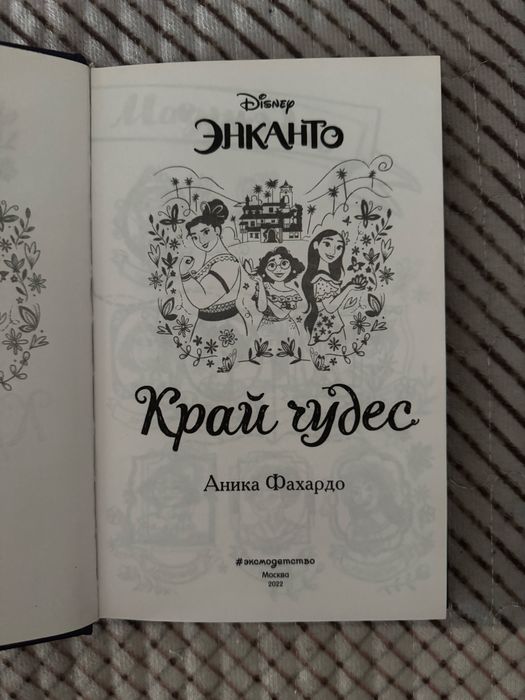 Disney
ЭНКАНТО
Край чудес
Аника Фахардо
#эксмодетство
Москва
2022